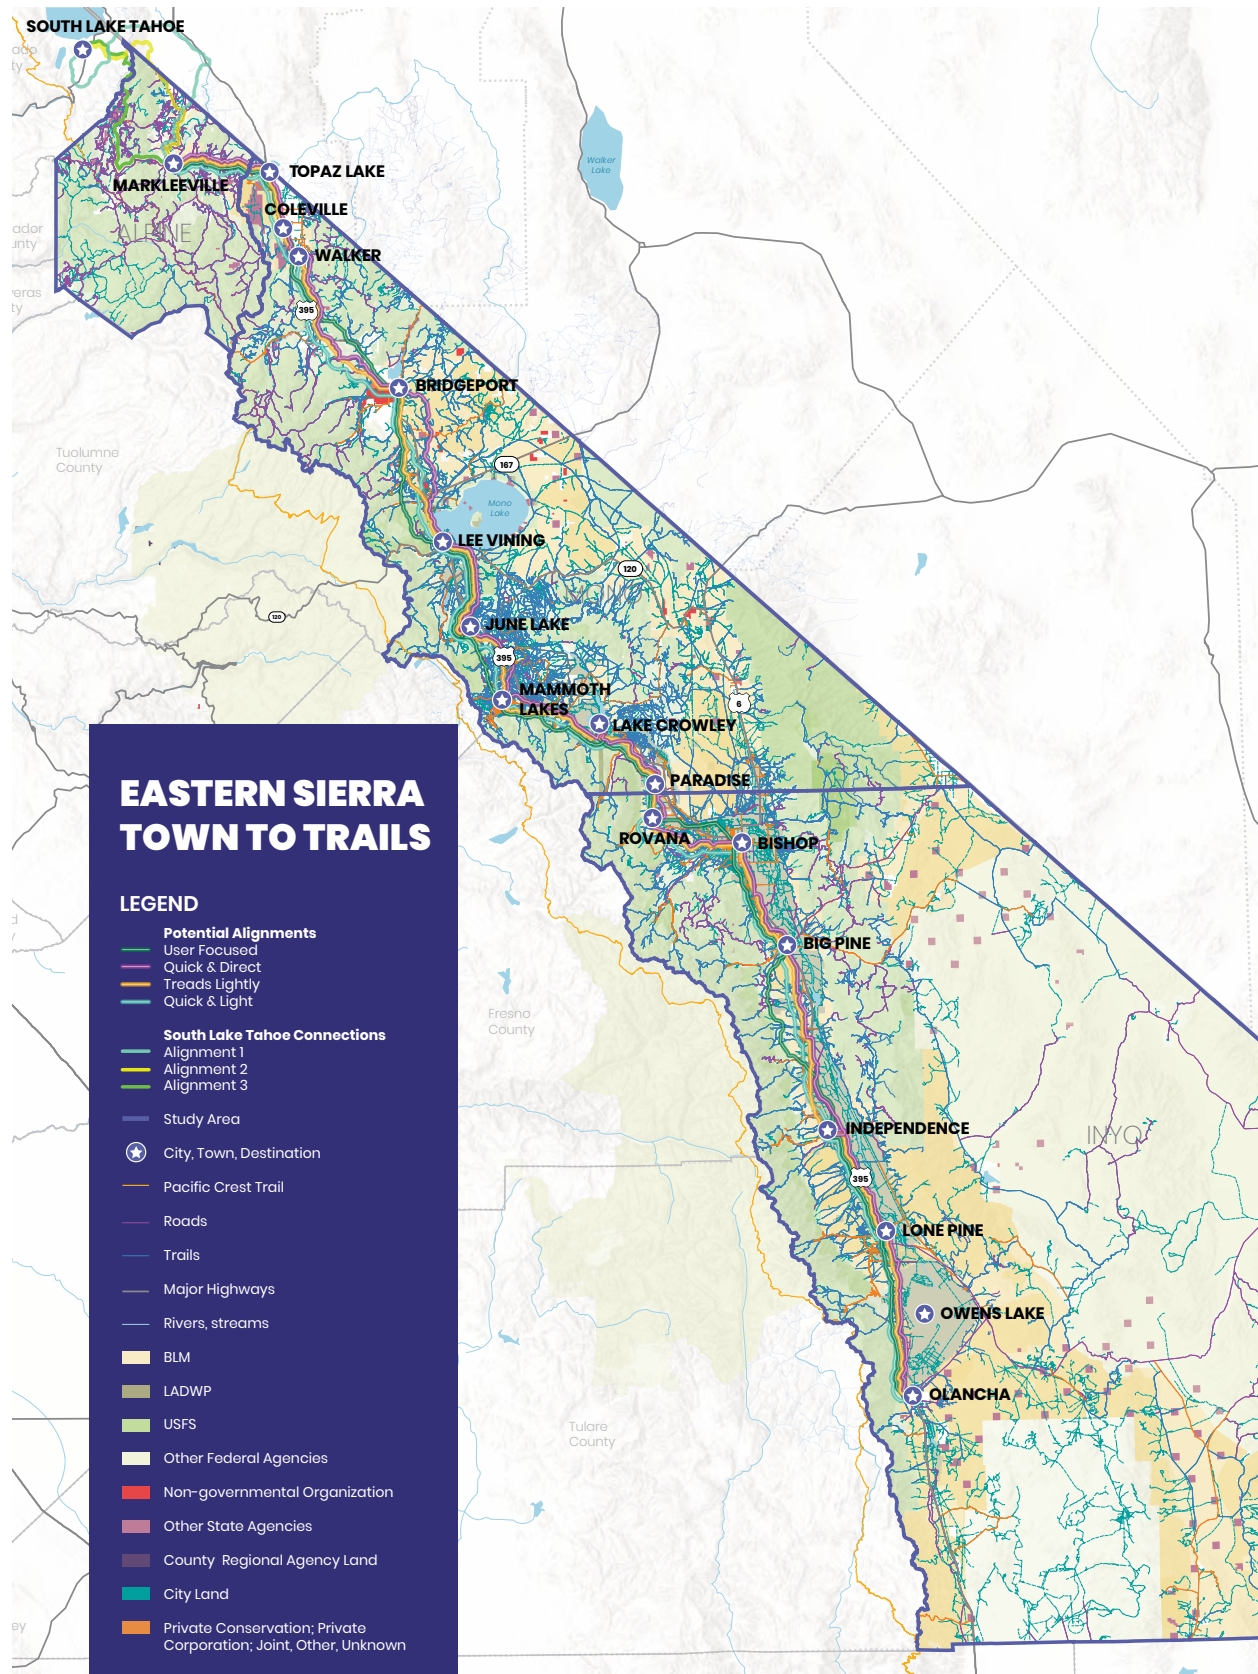 SOUTH LAKE TAHOE
Walker
Lake
TOPAZ LAKE
MARKLEEVILLE
COLEVILLE
ALPINE
WALKER
395
BRIDGEPORT
Tuolumne
County
167
Mono
Lake
LEE VINING
120
MONO
120
JUNE LAKE
395
MAMMOTH
LAKES
6
LAKE CROWLEY
PARADISE
ROVANA
BISHOP
BIG PINE
Fresno
County
INDEPENDENCE
INYO
395
LONE PINE
OWENS LAKE
OLANCHA
Tulare
County
EASTERN SIERRA
TOWN TO TRAILS
LEGEND
Potential Alignments
User Focused
Quick & Direct
Treads Lightly
Quick & Light
South Lake Tahoe Connections
Alignment 1
Alignment 2
Alignment 3
Study Area
City, Town, Destination
Pacific Crest Trail
Roads
Trails
Major Highways
Rivers, streams
BLM
LADWP
USFS
Other Federal Agencies
Non-governmental Organization
Other State Agencies
County Regional Agency Land
City Land
Private Conservation; Private
Corporation; Joint, Other, Unknown